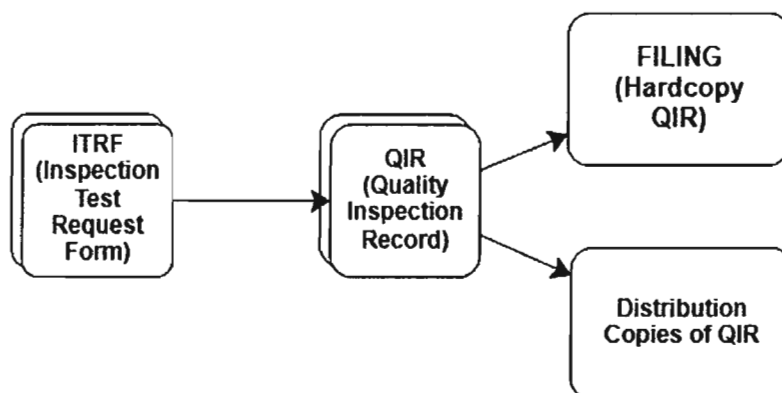 ITRF
(Inspection
Test
Request
Form)
QIR
(Quality
Inspection
Record)
FILING
(Hardcopy
QIR)
Distribution
Copies of QIR